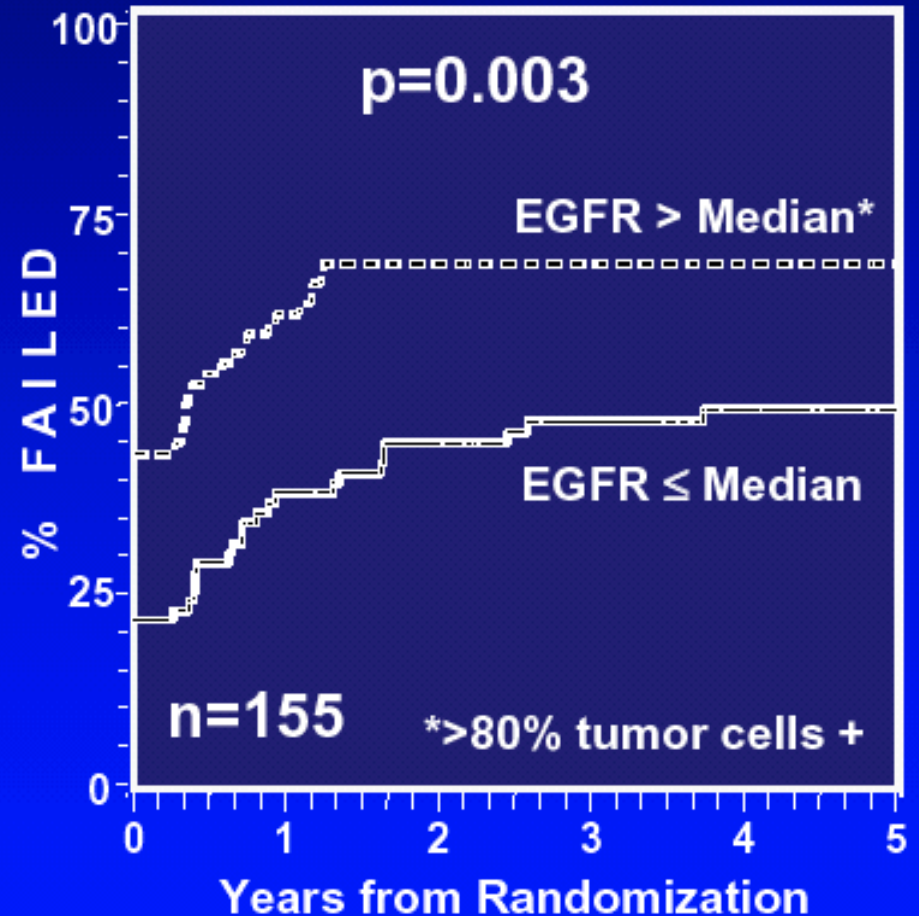 100
p=0.003
75
EGFR > Median*
% FAILED
50
EGFR ≤ Median
25
n=155
*>80% tumor cells +
0
0 1 2 3 4 5
Years from Randomization